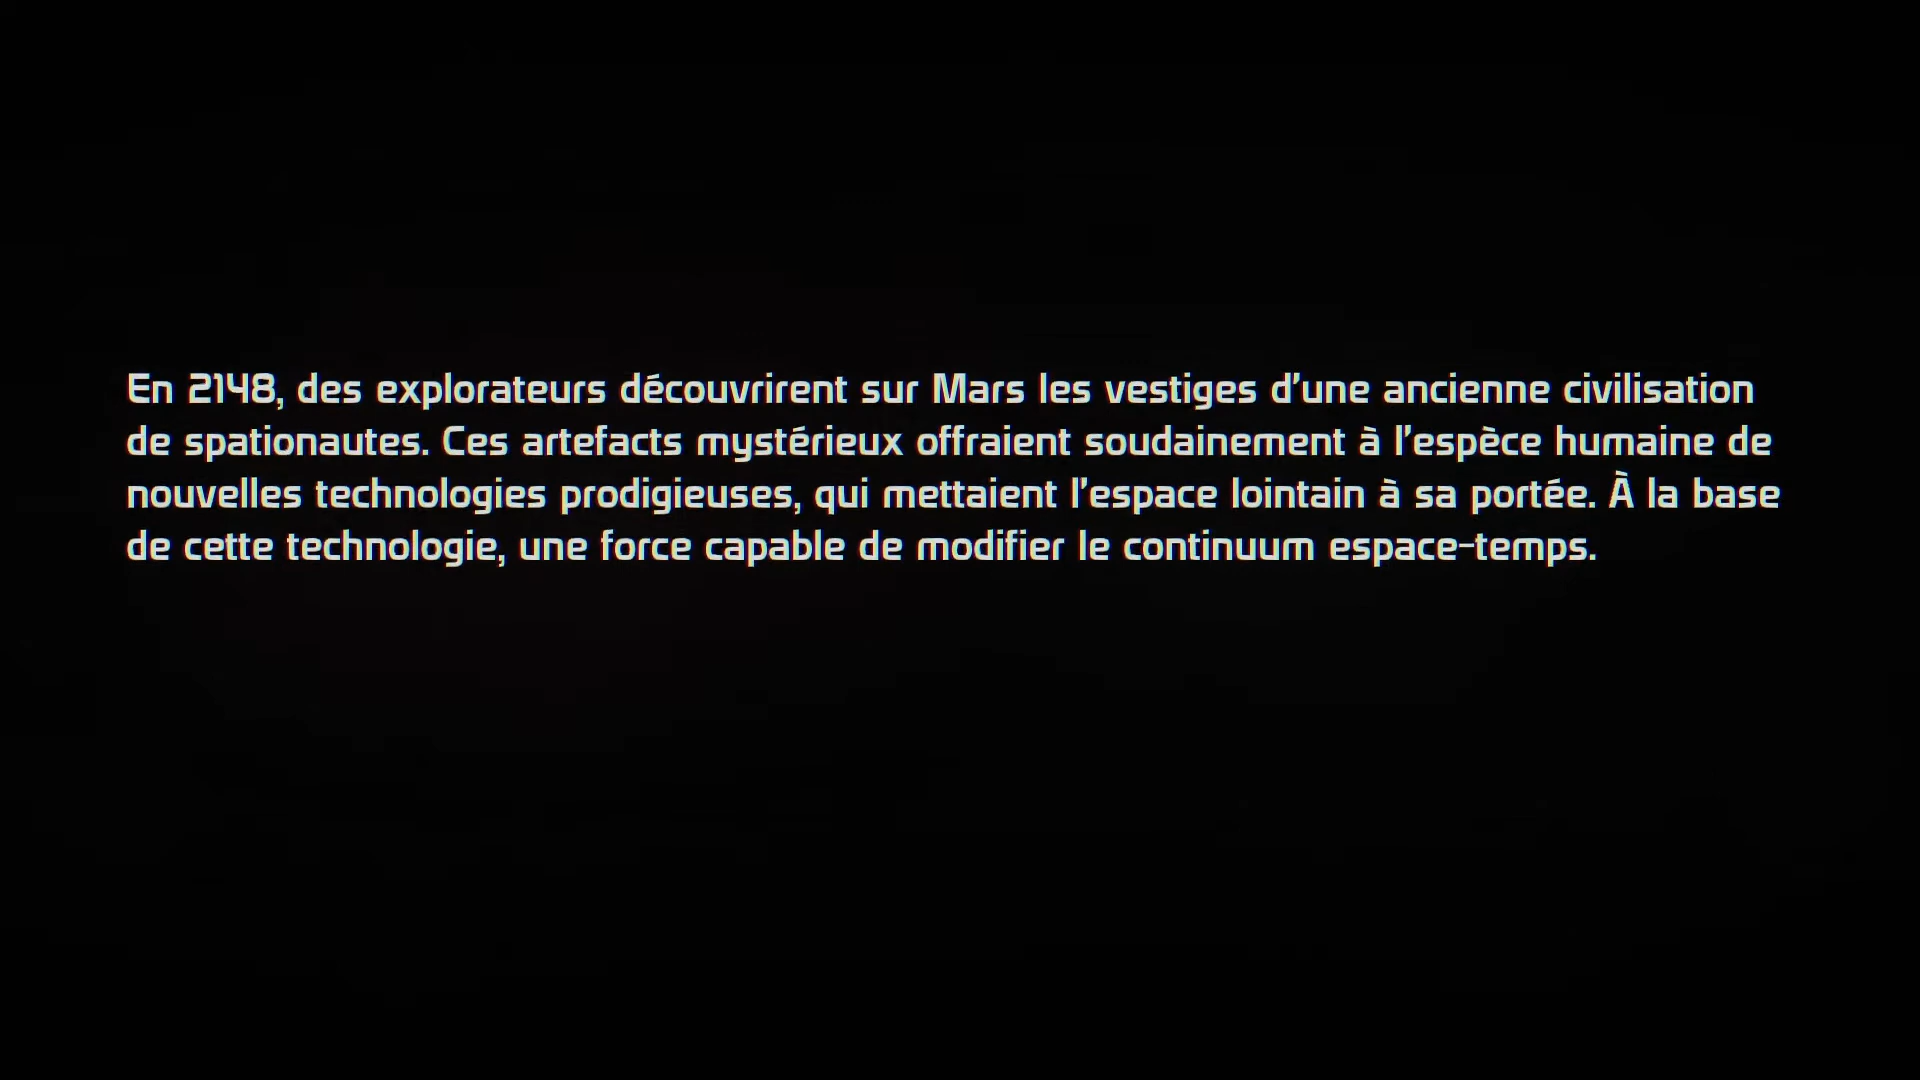 En 2148, des explorateurs découvrirent sur Mars les vestiges d'une ancienne civilisation
de spationautes. Ces artefacts mystérieux offraient soudainement à l'espèce humaine de
nouvelles technologies prodigieuses, qui mettaient l'espace lointain à sa portée. À la base
de cette technologie, une force capable de modifier le continuum espace-temps.